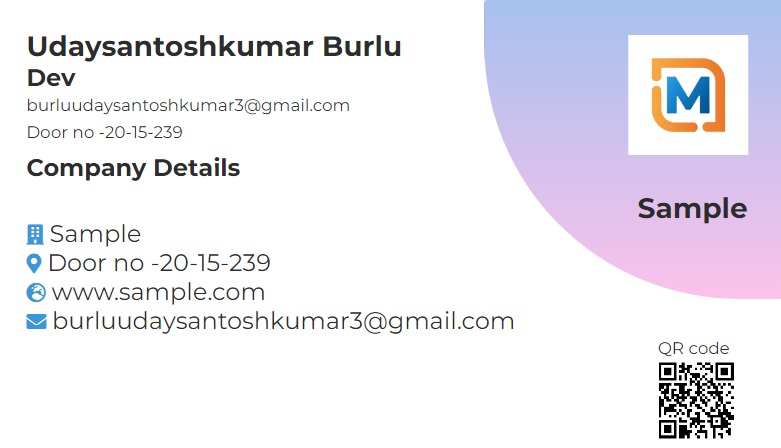 Udaysantoshkumar Burlu
Dev
burluudaysantoshkumar3@gmail.com
Door no -20-15-239
Company Details
M
Sample
Sample
Door no -20-15-239
www.sample.com
burluudaysantoshkumar3@gmail.com
QR code